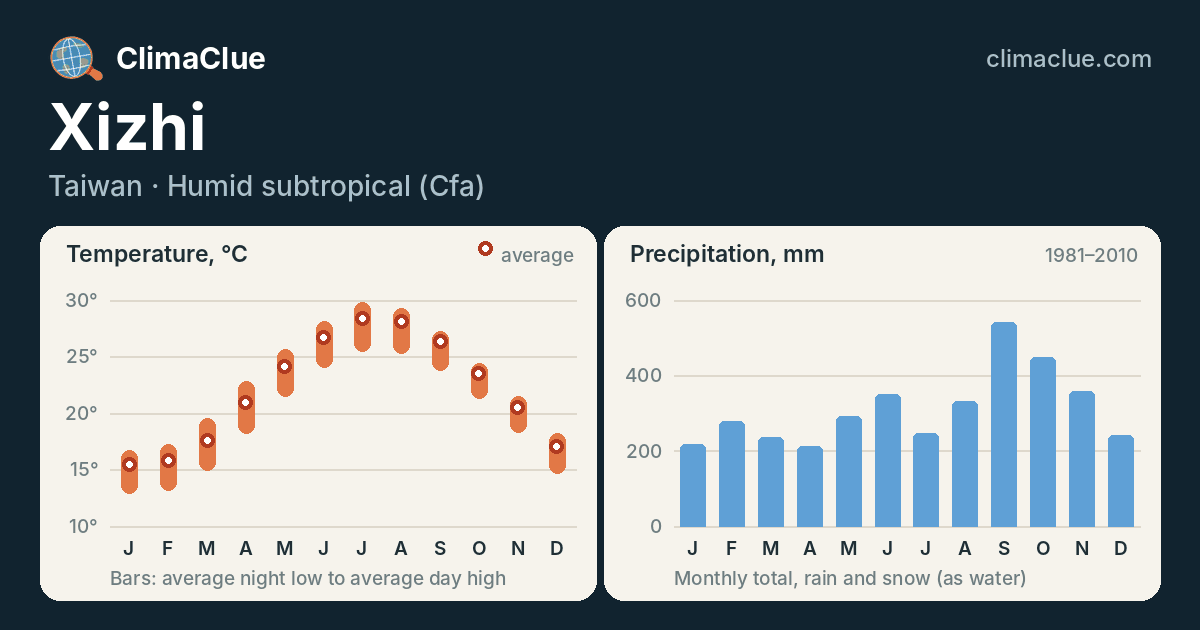 ClimaClue
climaclue.com
Xizhi
Taiwan · Humid subtropical (Cfa)
Temperature, °C
average
30°
25°
20°
15°
10°
J F M A M J J A S O N D
Bars: average night low to average day high
Precipitation, mm
1981–2010
600
400
200
0
J F M A M J J A S O N D
Monthly total, rain and snow (as water)